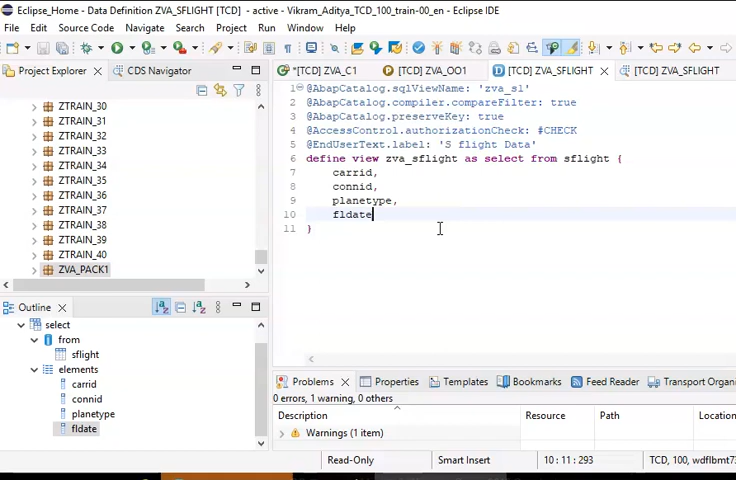 Eclipse_Home - Data Definition ZVA_SFLIGHT [TCD] - active - Vikram_Aditya_TCD_100_train-00_en - Eclipse IDE
File Edit Source Code Navigate Search Project Run Window Help
Project Explorer CDS Navigator
ZTRAIN_30
ZTRAIN_31
ZTRAIN_32
ZTRAIN_33
ZTRAIN_34
ZTRAIN_35
ZTRAIN_36
ZTRAIN_37
ZTRAIN_38
ZTRAIN_39
ZTRAIN_40
ZVA_PACK1
Outline
select
from
sflight
elements
carrid
connid
planetype
fldate
*[TCD] ZVA_C1 [TCD] ZVA_OO1 [TCD] ZVA_SFLIGHT [TCD] ZVA_SFLIGHT
1 @AbapCatalog.sqlViewName: 'zva_sl'
2 @AbapCatalog.compiler.compareFilter: true
3 @AbapCatalog.preserveKey: true
4 @AccessControl.authorizationCheck: #CHECK
5 @EndUserText.label: 'S flight Data'
6 define view zva_sflight as select from sflight {
7 carrid,
8 connid,
9 planetype,
10 fldate
11 }
Problems Properties Templates Bookmarks Feed Reader Transport Organi
0 errors, 1 warning, 0 others
Description Resource Path Location
Warnings (1 item)
Read-Only Smart Insert 10 : 11 : 293 TCD, 100, wdflbmt73